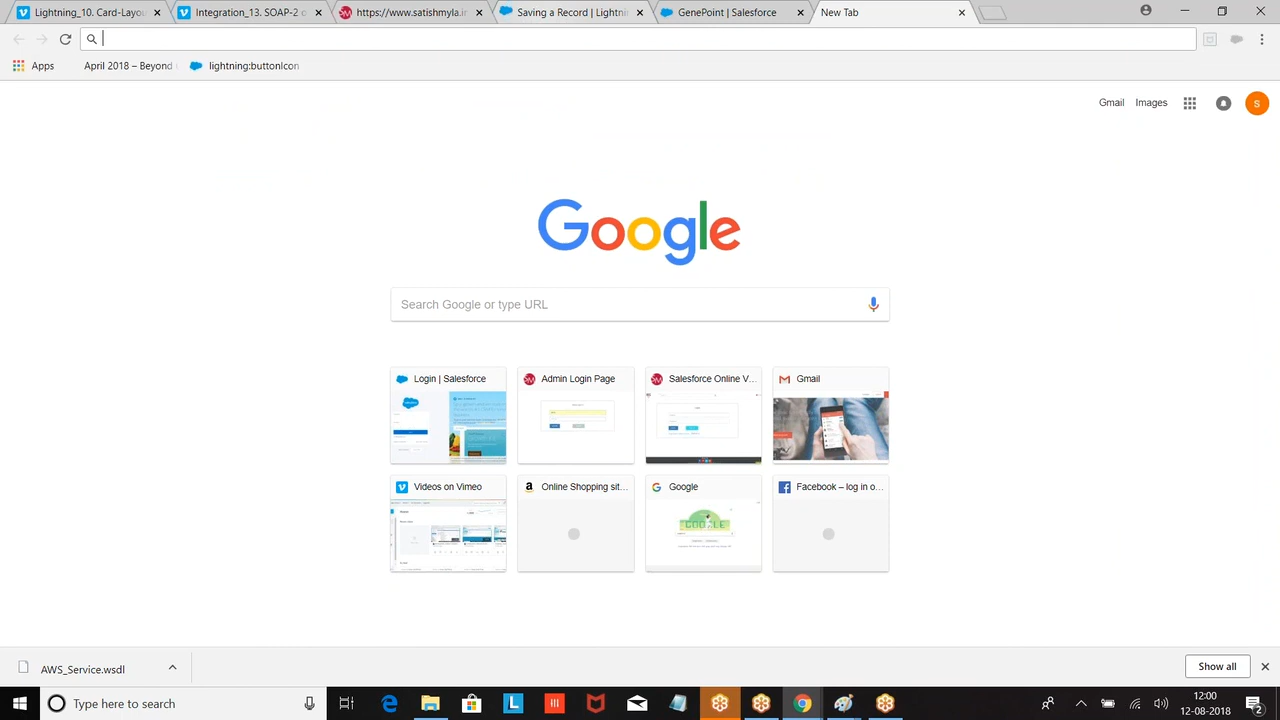 Lightning_10. Card-Layou
Integration_13. SOAP-2 o
https://www.satishmyla.in
Saving a Record | Lightni
GenePoint | Salesforce
New Tab
Apps
April 2018 – Beyond
lightning:buttonIcon
Gmail
Images
S
Google
Search Google or type URL
Login | Salesforce
Admin Login Page
Salesforce Online V...
Gmail
Videos on Vimeo
Online Shopping sit...
Google
Facebook – log in o...
AWS_Service.wsdl
Show all
Type here to search
12:00
12-08-2018
2